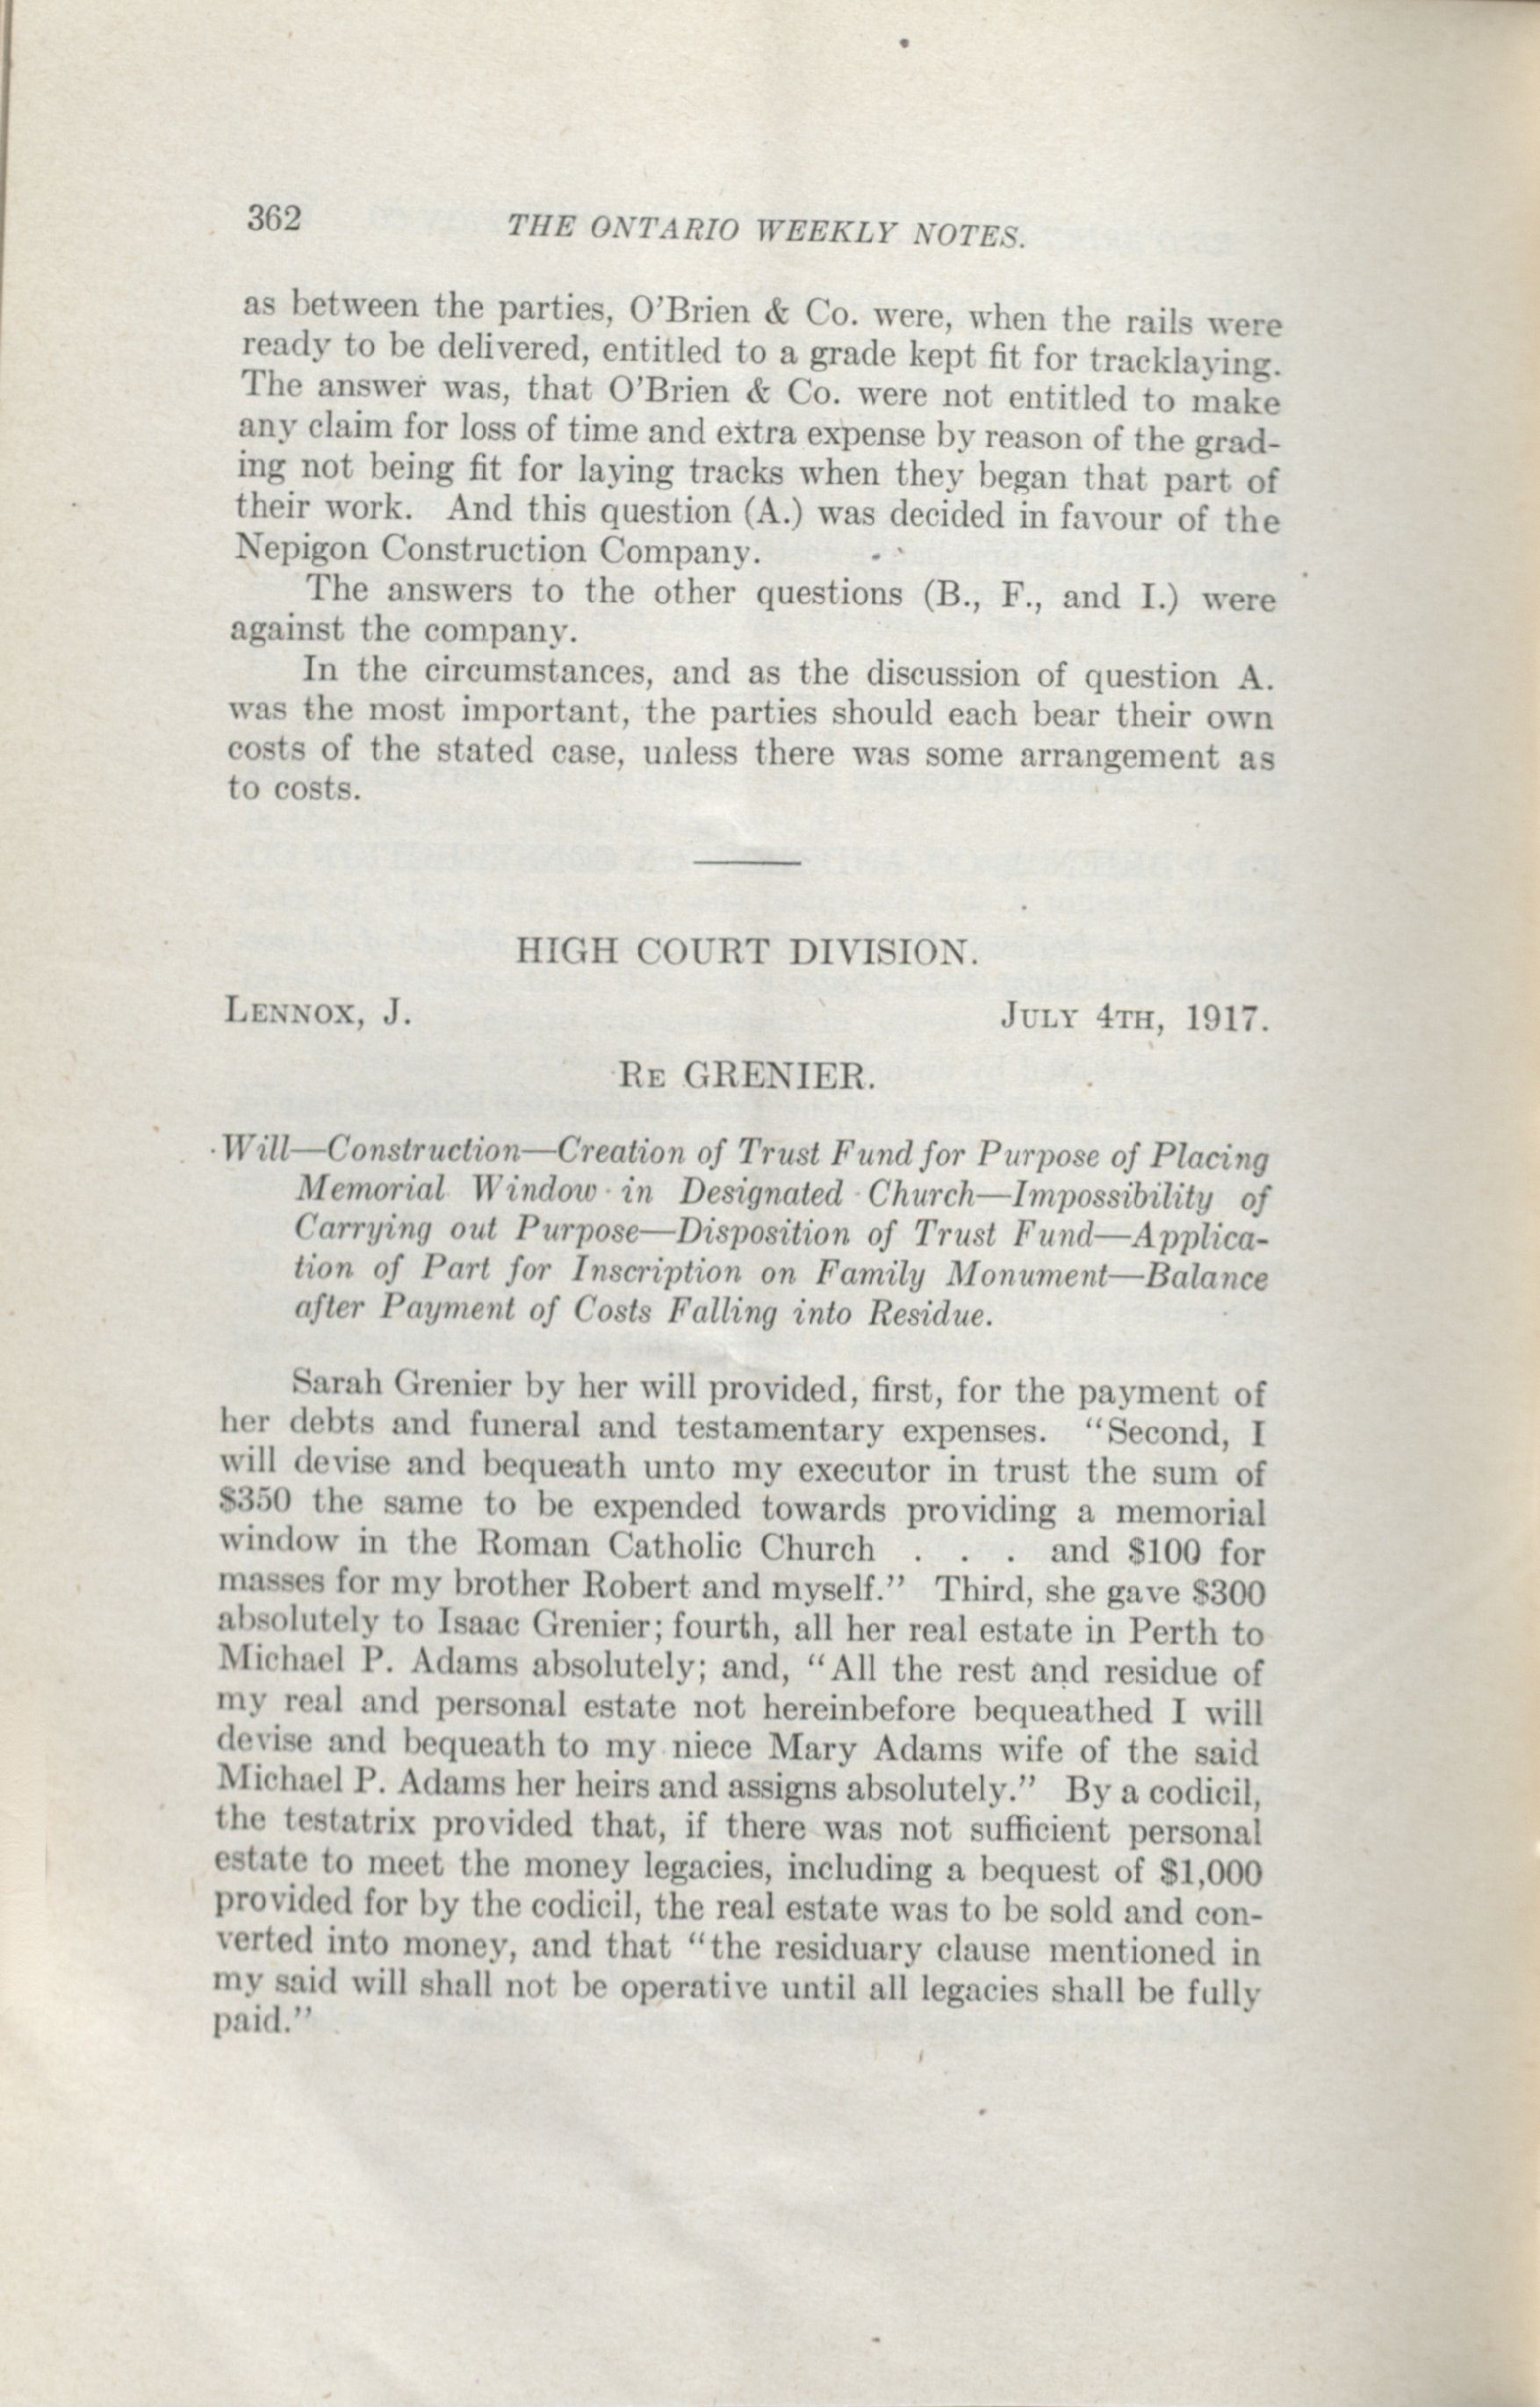 362
THE ONTARIO WEEKLY NOTES.
as between the parties, O'Brien & Co. were, when the rails were
ready to be delivered, entitled to a grade kept fit for tracklaying.
The answer was, that O'Brien & Co. were not entitled to make
any claim for loss of time and extra expense by reason of the grad-
ing not being fit for laying tracks when they began that part of
their work. And this question (A.) was decided in favour of the
Nepigon Construction Company.
The answers to the other questions (B., F., and I.) were
against the company.
In the circumstances, and as the discussion of question A.
was the most important, the parties should each bear their own
costs of the stated case, unless there was some arrangement as
to costs.
HIGH COURT DIVISION.
LENNOX, J.
JULY 4TH, 1917.
RE GRENIER.
Will—Construction—Creation of Trust Fund for Purpose of Placing
Memorial Window in Designated Church—Impossibility of
Carrying out Purpose—Disposition of Trust Fund—Applica-
tion of Part for Inscription on Family Monument—Balance
after Payment of Costs Falling into Residue.
Sarah Grenier by her will provided, first, for the payment of
her debts and funeral and testamentary expenses. "Second, I
will devise and bequeath unto my executor in trust the sum of
$350 the same to be expended towards providing a memorial
window in the Roman Catholic Church . . . and $100 for
masses for my brother Robert and myself." Third, she gave $300
absolutely to Isaac Grenier; fourth, all her real estate in Perth to
Michael P. Adams absolutely; and, "All the rest and residue of
my real and personal estate not hereinbefore bequeathed I will
devise and bequeath to my niece Mary Adams wife of the said
Michael P. Adams her heirs and assigns absolutely." By a codicil,
the testatrix provided that, if there was not sufficient personal
estate to meet the money legacies, including a bequest of $1,000
provided for by the codicil, the real estate was to be sold and con-
verted into money, and that "the residuary clause mentioned in
my said will shall not be operative until all legacies shall be fully
paid."